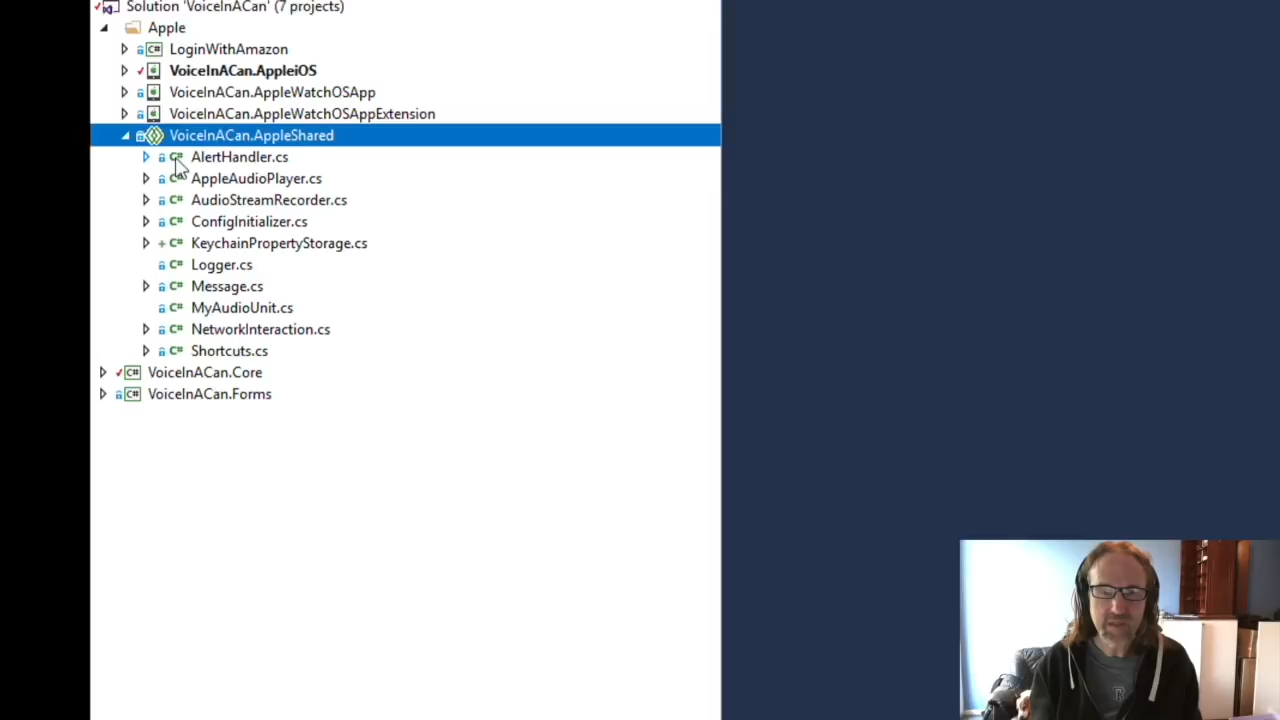 Solution 'VoiceInACan' (7 projects)
Apple
C# LoginWithAmazon
VoiceInACan.AppleiOS
VoiceInACan.AppleWatchOSApp
VoiceInACan.AppleWatchOSAppExtension
VoiceInACan.AppleShared
C# AlertHandler.cs
C# AppleAudioPlayer.cs
C# AudioStreamRecorder.cs
C# ConfigInitializer.cs
+ C# KeychainPropertyStorage.cs
C# Logger.cs
C# Message.cs
C# MyAudioUnit.cs
C# NetworkInteraction.cs
C# Shortcuts.cs
C# VoiceInACan.Core
C# VoiceInACan.Forms